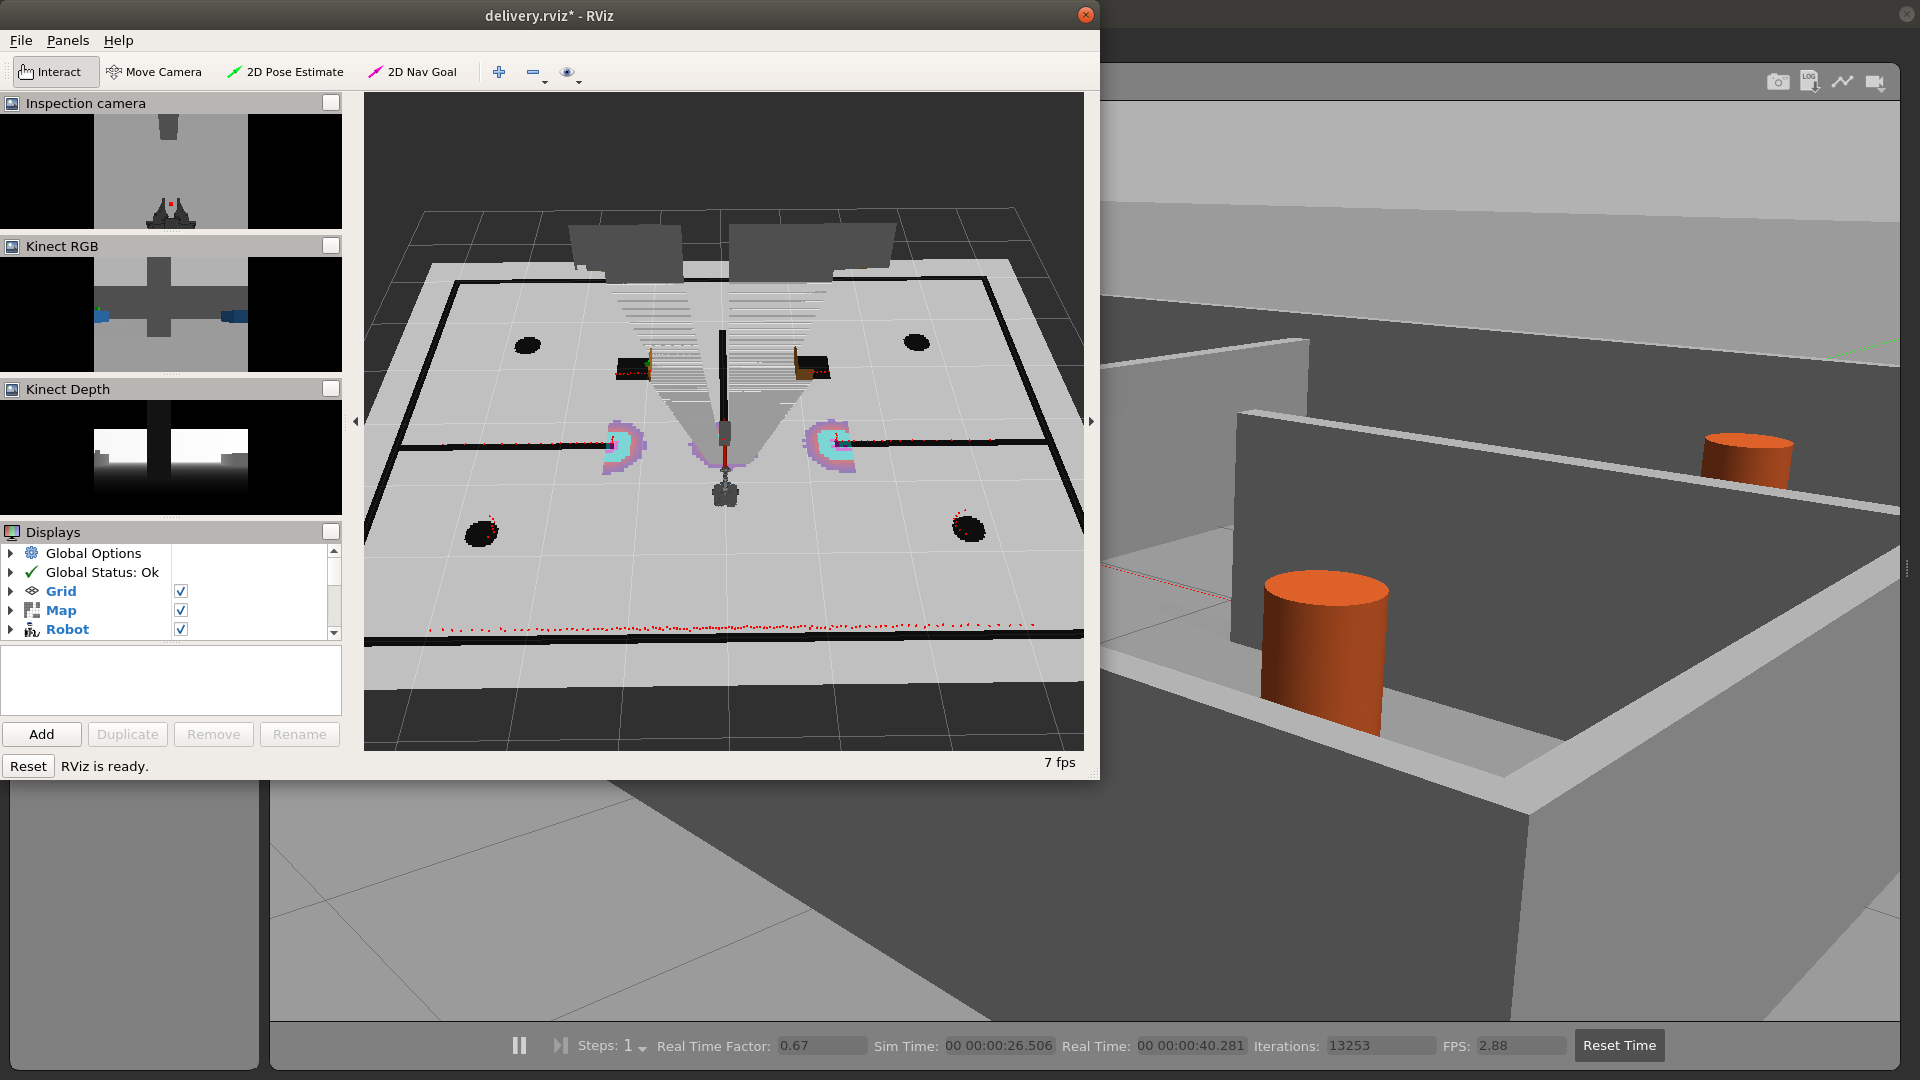 delivery.rviz* - RViz
File Panels Help
Interact Move Camera 2D Pose Estimate 2D Nav Goal
LOG
Inspection camera
Kinect RGB
Kinect Depth
Displays
Global Options
Global Status: Ok
Grid
Map
Robot
Add Duplicate Remove Rename
Reset RViz is ready. 7 fps
Steps: 1 Real Time Factor: 0.67 Sim Time: 00 00:00:26.506 Real Time: 00 00:00:40.281 Iterations: 13253 FPS: 2.88 Reset Time